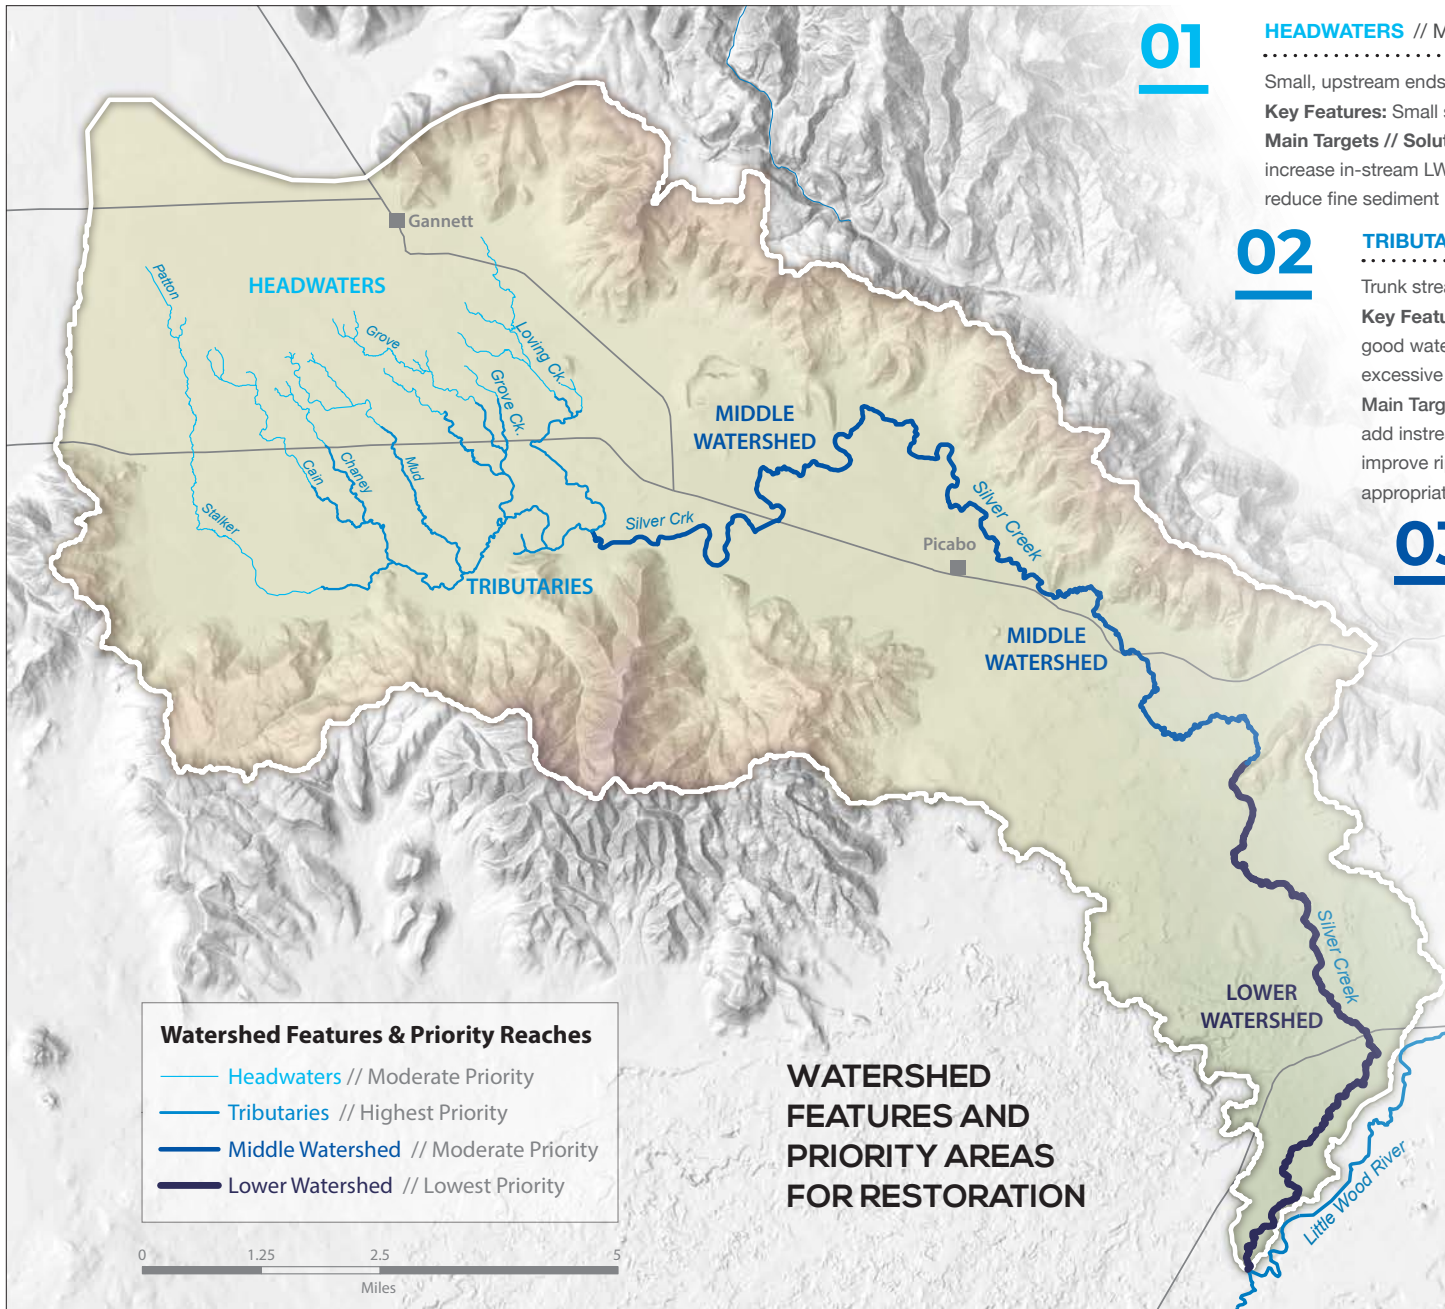 01
HEADWATERS // M
Small, upstream ends
Key Features: Small s
Main Targets // Solut
increase in-stream LW
reduce fine sediment
02
TRIBUTA
Trunk strea
Key Featu
good wate
excessive
Main Targ
add instre
improve ri
appropriat
03
Gannett
HEADWATERS
Patton
Grove
Loving Ck.
Grove Ck.
Cain
Chaney
Mud
Stalker
TRIBUTARIES
Silver Crk
MIDDLE
WATERSHED
Silver Creek
Picabo
MIDDLE
WATERSHED
Silver Creek
LOWER
WATERSHED
Little Wood River
Watershed Features & Priority Reaches
Headwaters // Moderate Priority
Tributaries // Highest Priority
Middle Watershed // Moderate Priority
Lower Watershed // Lowest Priority
0 1.25 2.5 5
Miles
WATERSHED
FEATURES AND
PRIORITY AREAS
FOR RESTORATION